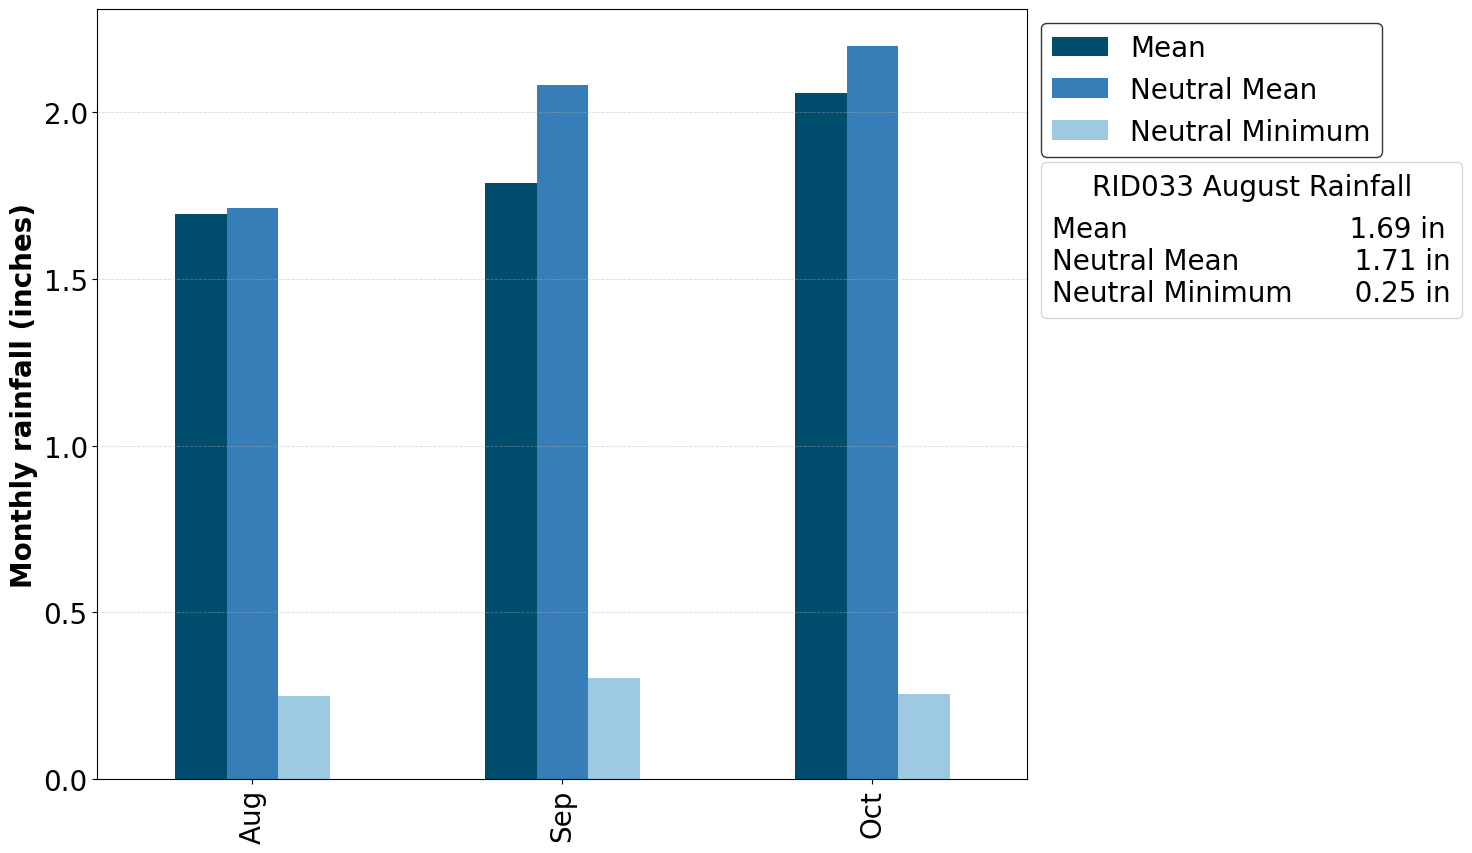 Monthly rainfall (inches)
2.0
1.5
1.0
0.5
0.0
Aug
Sep
Oct
Mean
Neutral Mean
Neutral Minimum
RID033 August Rainfall
Mean 1.69 in
Neutral Mean 1.71 in
Neutral Minimum 0.25 in